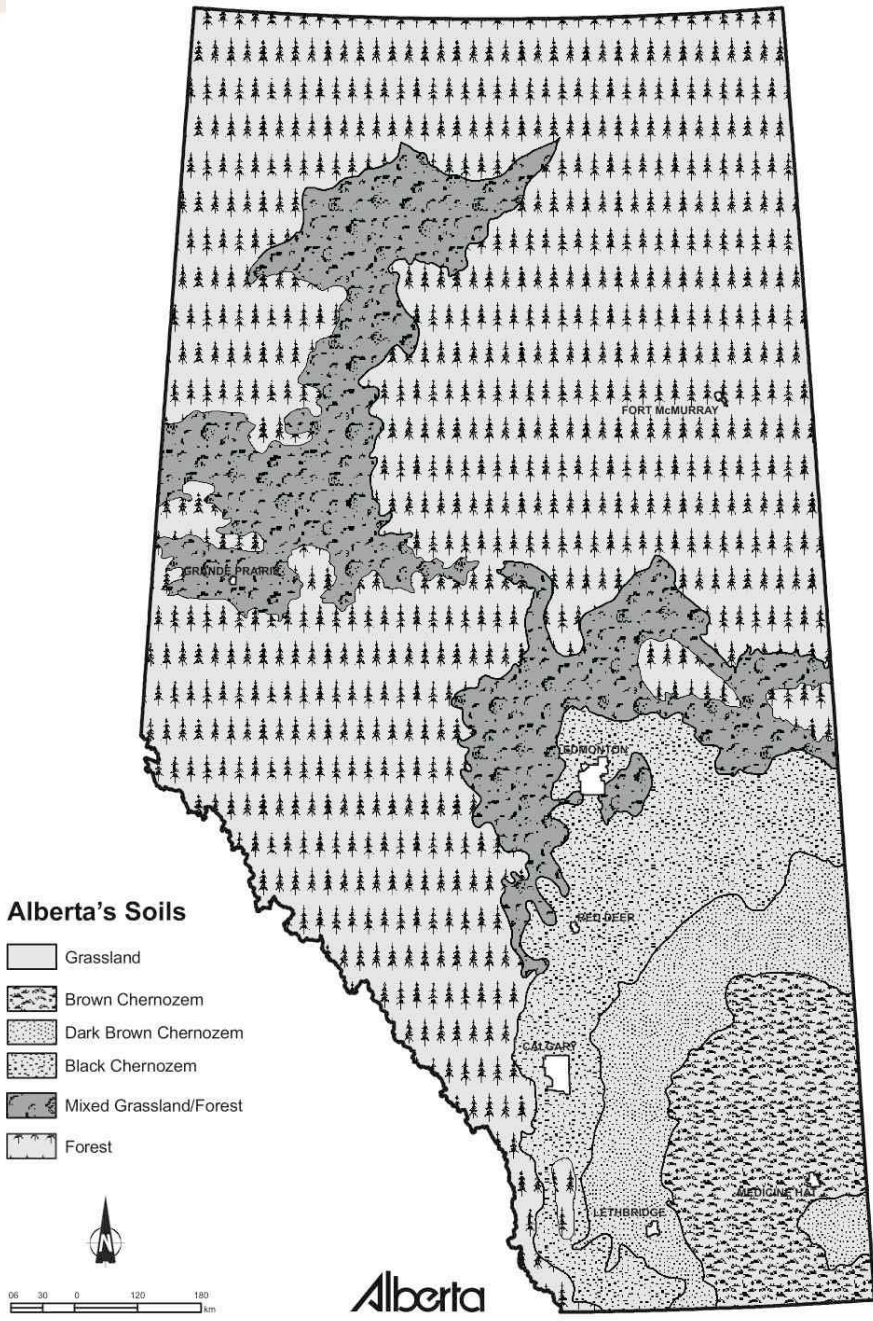 FORT McMURRAY
GRANDE PRAIRIE
EDMONTON
RED DEER
CALGARY
MEDICINE HAT
LETHBRIDGE
Alberta's Soils
Grassland
Brown Chernozem
Dark Brown Chernozem
Black Chernozem
Mixed Grassland/Forest
Forest
N
06 30 0 120 180
km
Alberta